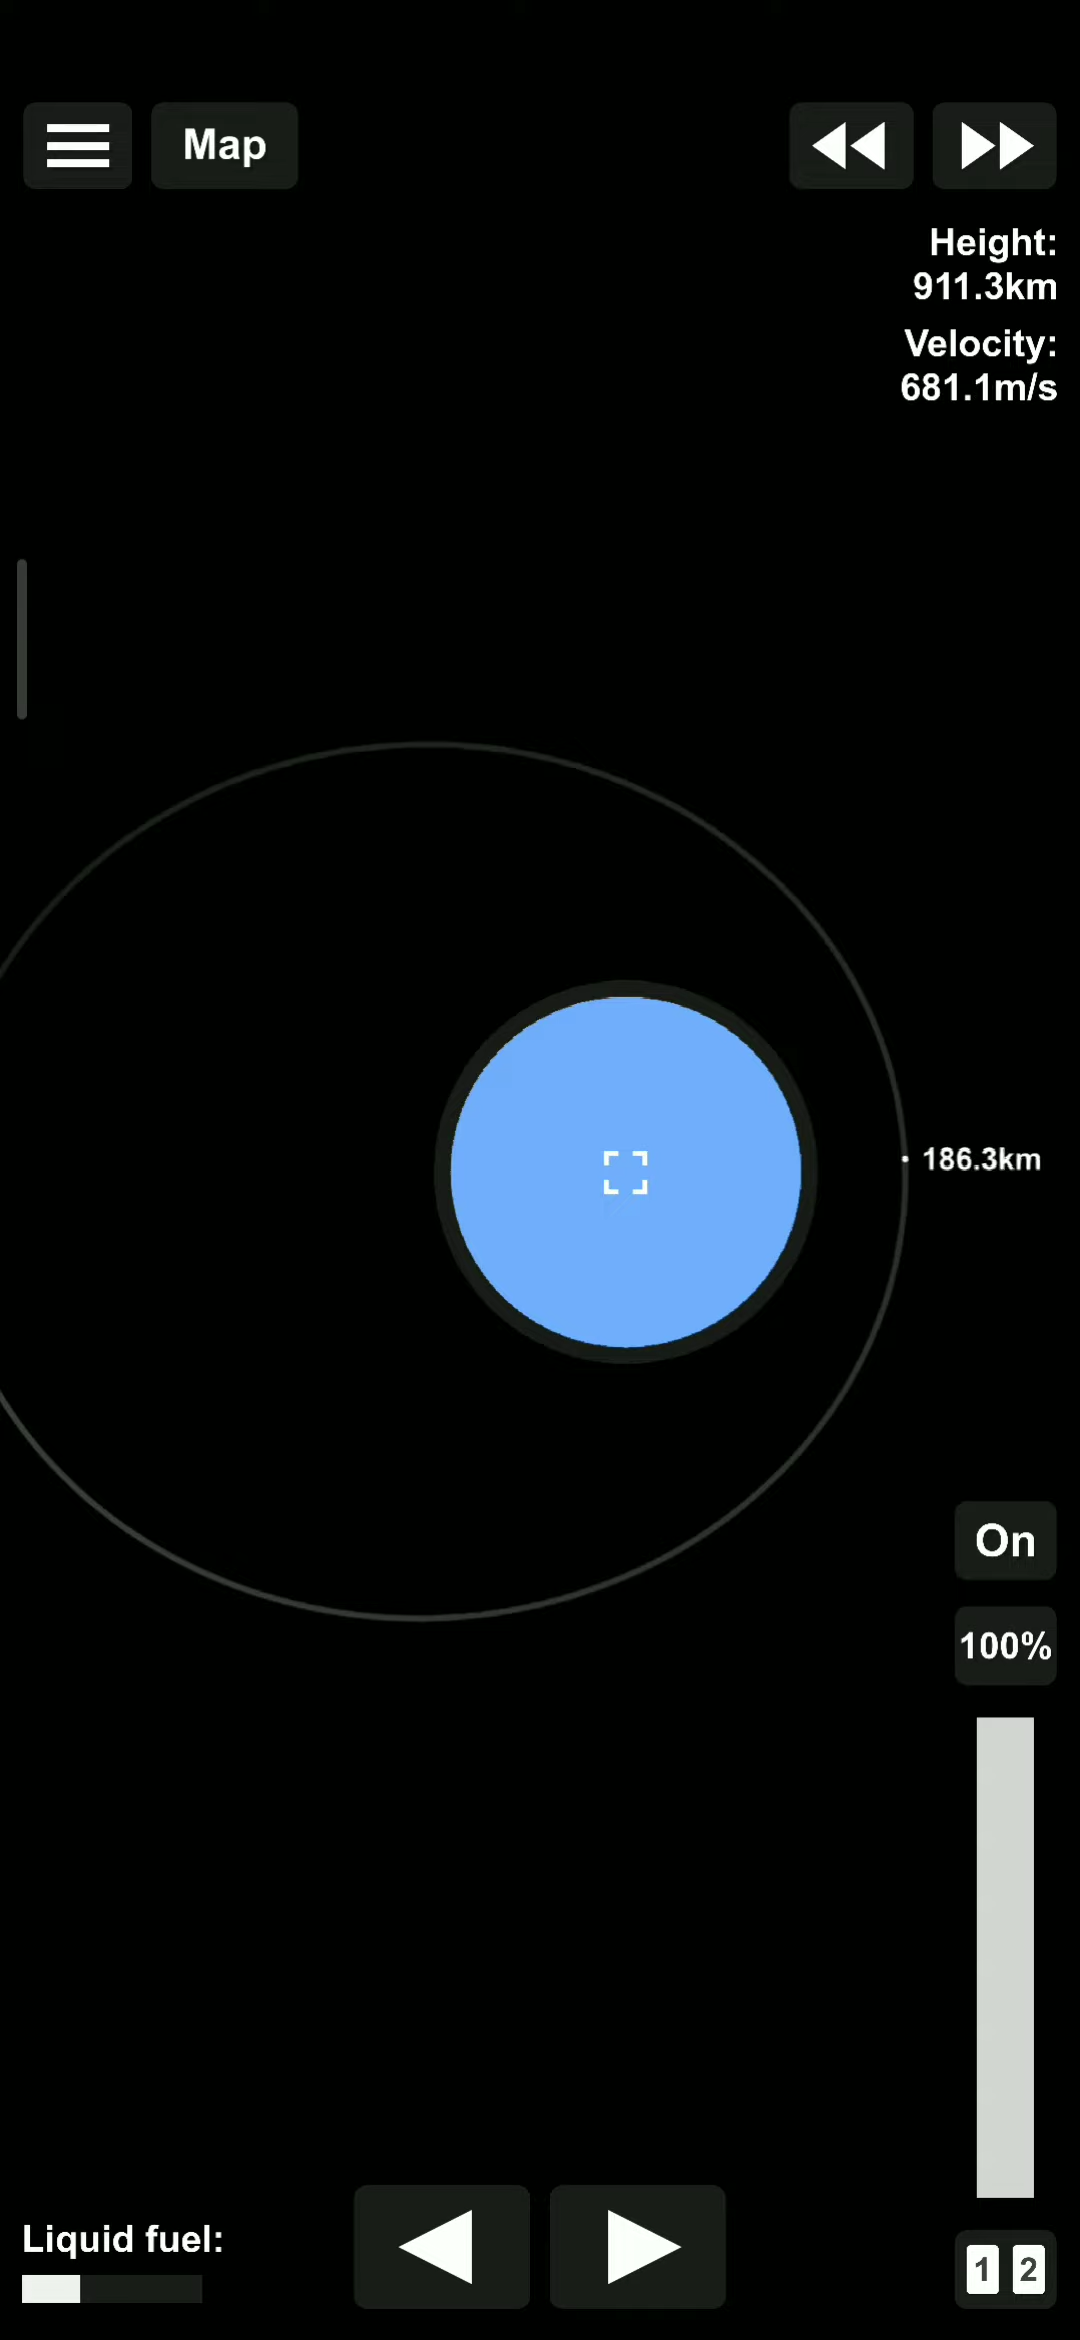 Map
Height:
911.3km
Velocity:
681.1m/s
186.3km
On
100%
Liquid fuel:
1 2